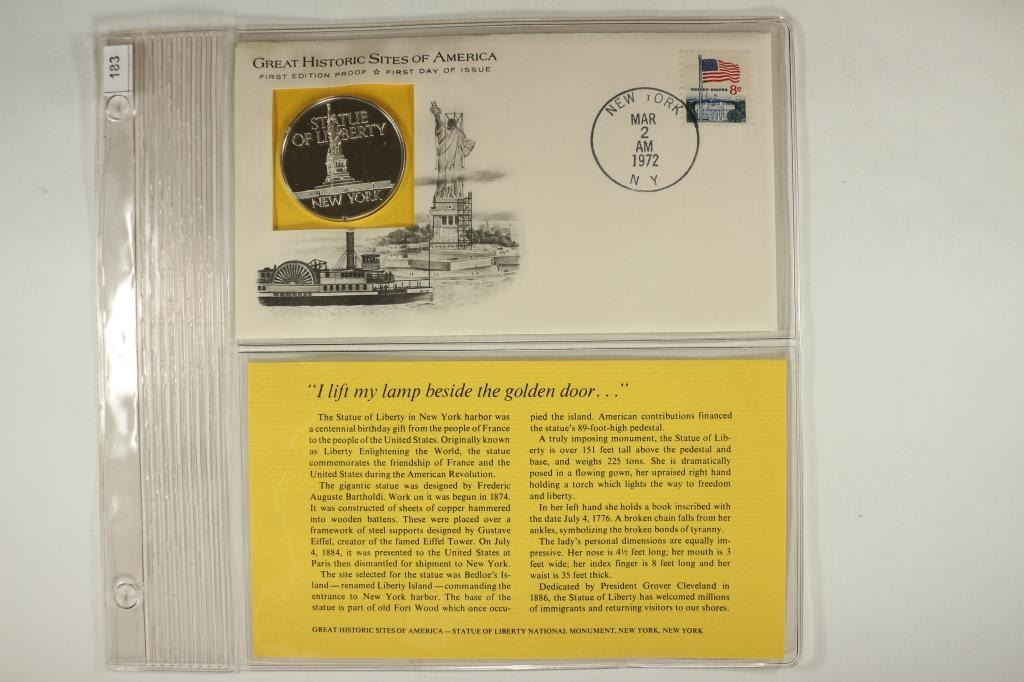 183
GREAT HISTORIC SITES OF AMERICA
FIRST EDITION PROOF ☆ FIRST DAY OF ISSUE
STATUE
OF LIBERTY
NEW YORK
NEW YORK
MAR
2
AM
1972
N Y
UNITED STATES 8c
"I lift my lamp beside the golden door..."
The Statue of Liberty in New York harbor was
a centennial birthday gift from the people of France
to the people of the United States. Originally known
as Liberty Enlightening the World, the statue
commemorates the friendship of France and the
United States during the American Revolution.
The gigantic statue was designed by Frederic
Auguste Bartholdi. Work on it was begun in 1874.
It was constructed of sheets of copper hammered
into wooden battens. These were placed over a
framework of steel supports designed by Gustave
Eiffel, creator of the famed Eiffel Tower. On July
4, 1884, it was presented to the United States at
Paris then dismantled for shipment to New York.
The site selected for the statue was Bedloe's Is-
land — renamed Liberty Island — commanding the
entrance to New York Harbor. The base of the
statue is part of old Fort Wood which once occu-
pied the island. American contributions financed
the statue's 89-foot-high pedestal.
A truly imposing monument, the Statue of Lib-
erty is over 151 feet tall above the pedestal and
base, and weighs 225 tons. She is dramatically
posed in a flowing gown, her upraised right hand
holding a torch which lights the way to freedom
and liberty.
In her left hand she holds a book inscribed with
the date July 4, 1776. A broken chain falls from her
ankles, symbolizing the broken bonds of tyranny.
The lady's personal dimensions are equally im-
pressive. Her nose is 4½ feet long; her mouth is 3
feet wide; her index finger is 8 feet long and her
waist is 35 feet thick.
Dedicated by President Grover Cleveland in
1886, the Statue of Liberty has welcomed millions
of immigrants and returning visitors to our shores.
GREAT HISTORIC SITES OF AMERICA — STATUE OF LIBERTY NATIONAL MONUMENT, NEW YORK, NEW YORK